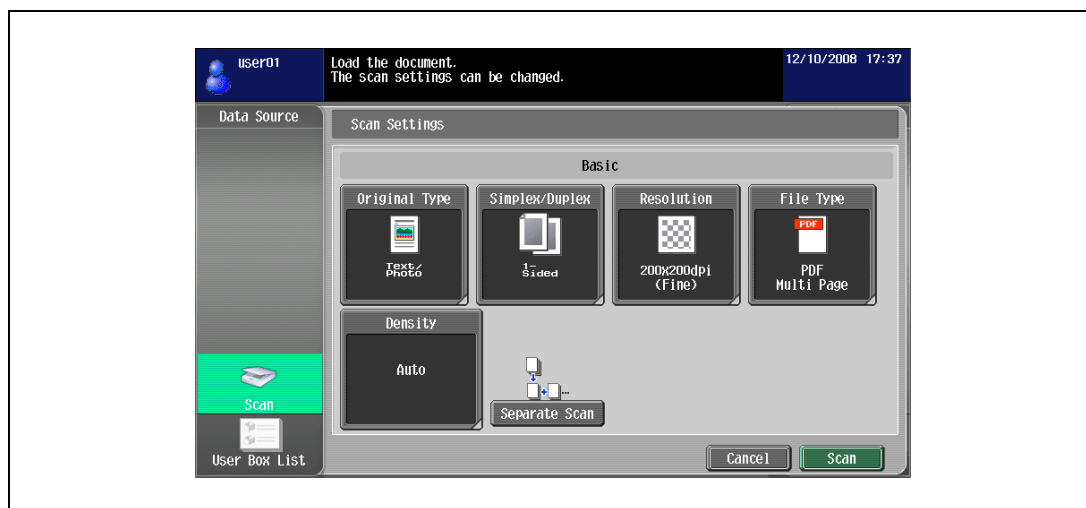 user01
Load the document.
The scan settings can be changed.
12/10/2008 17:37
Data Source
Scan Settings
Basic
Original Type
Text/
Photo
Simplex/Duplex
1-
Sided
Resolution
200X200dpi
(Fine)
File Type
PDF
PDF
Multi Page
Density
Auto
Separate Scan
Scan
User Box List
Cancel
Scan